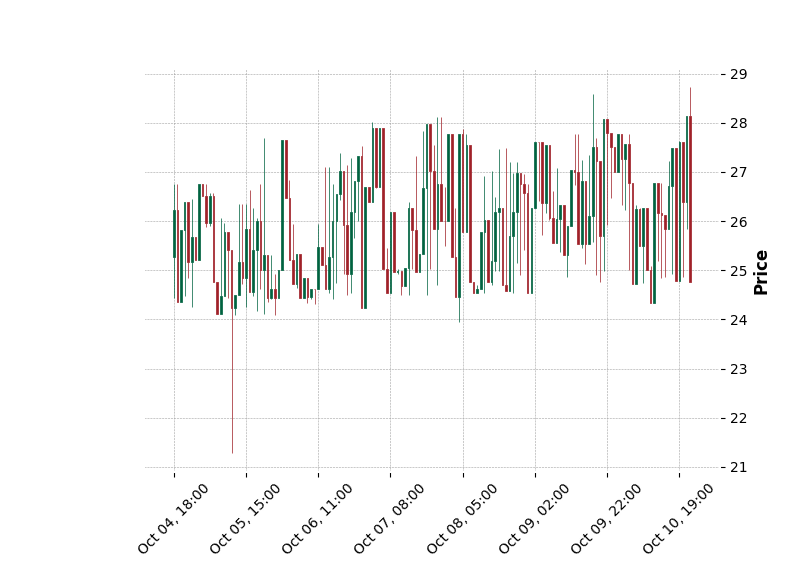 29
28
27
26
25
24
23
22
21
Price
Oct 04, 18:00
Oct 05, 15:00
Oct 06, 11:00
Oct 07, 08:00
Oct 08, 05:00
Oct 09, 02:00
Oct 09, 22:00
Oct 10, 19:00